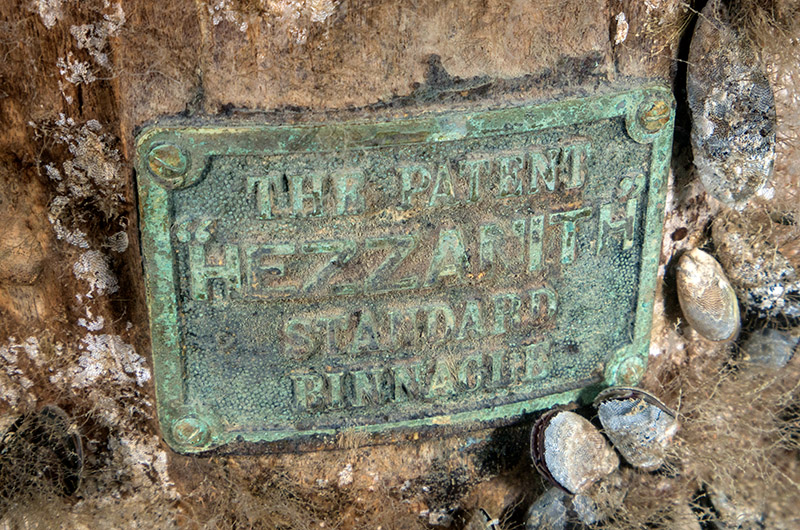 THE PATENT
"HEZZANITH"
STANDARD
BINNACLE